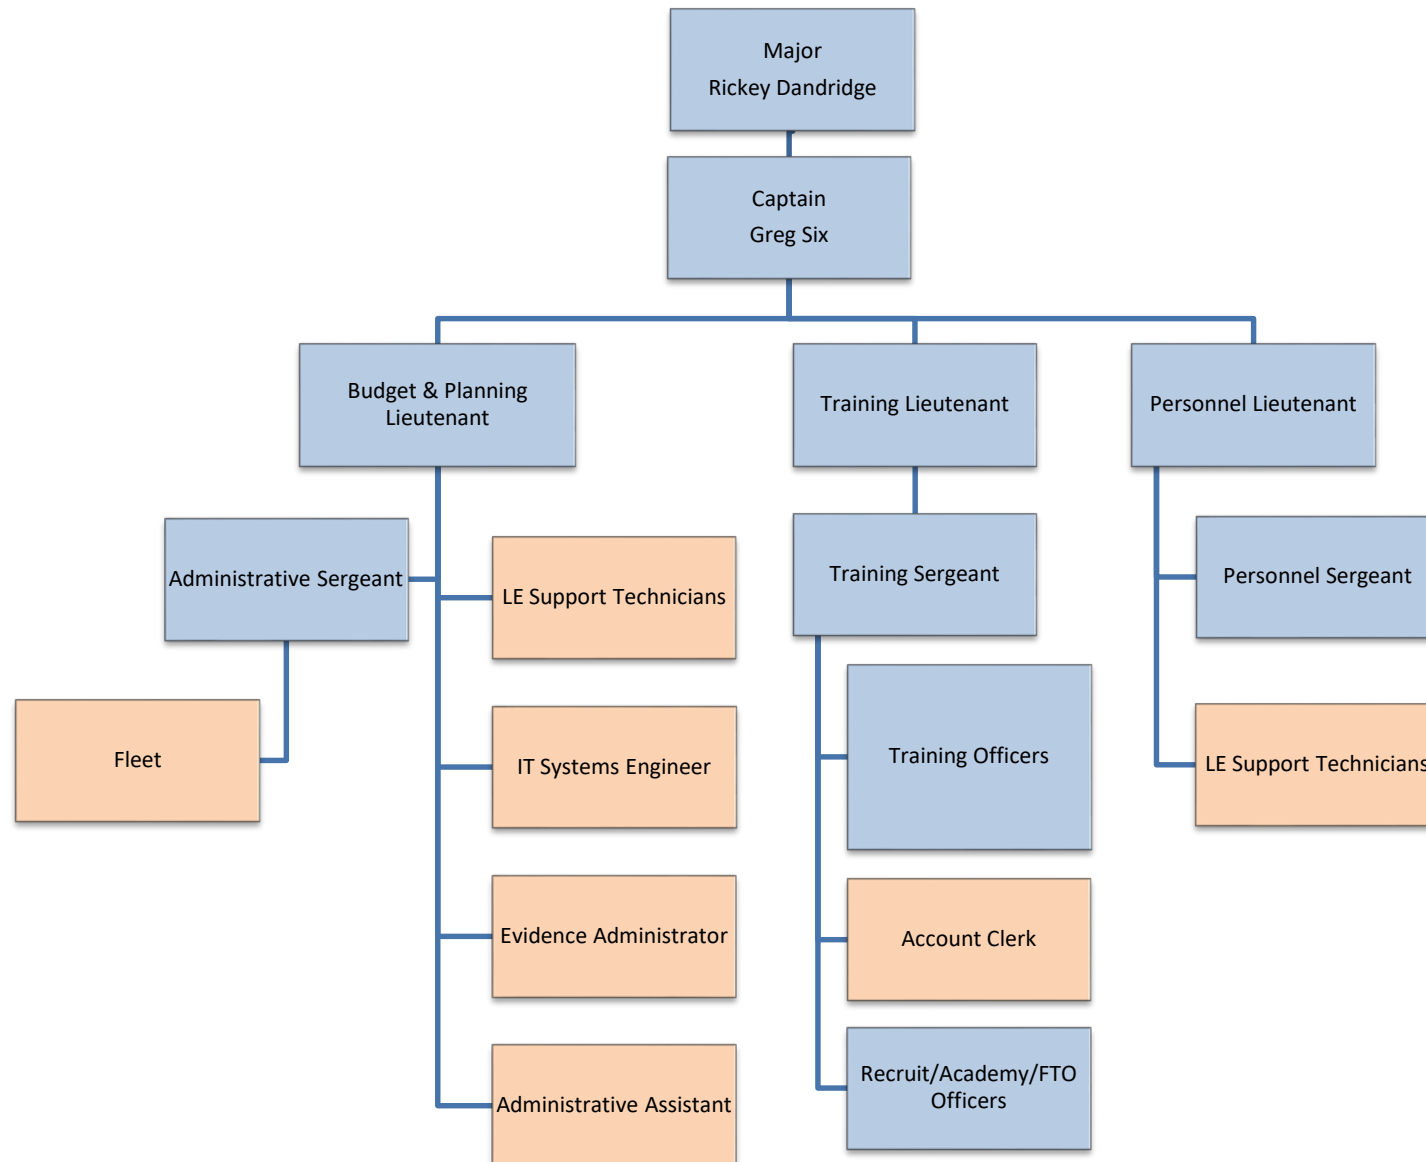 Major
Rickey Dandridge
Captain
Greg Six
Budget & Planning
Lieutenant
Training Lieutenant
Personnel Lieutenant
Administrative Sergeant
LE Support Technicians
Training Sergeant
Personnel Sergeant
Fleet
IT Systems Engineer
Training Officers
LE Support Technicians
Evidence Administrator
Account Clerk
Administrative Assistant
Recruit/Academy/FTO
Officers